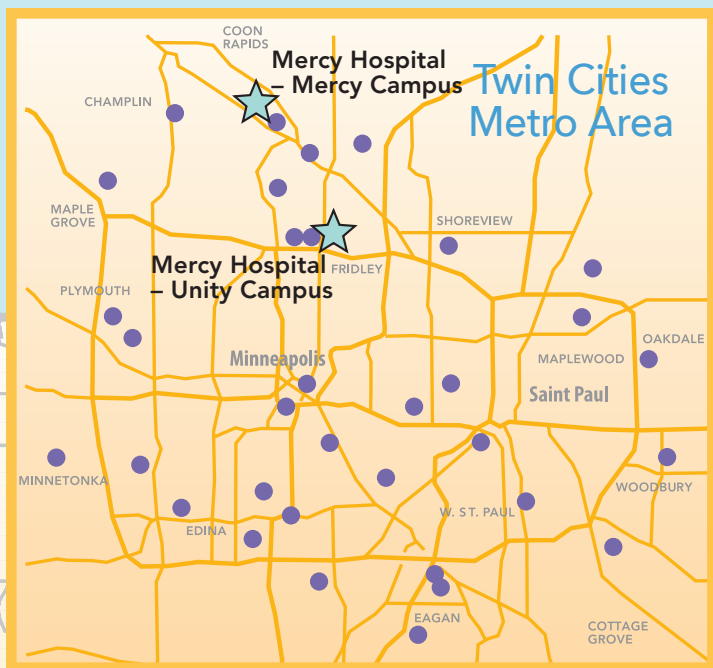 COON
RAPIDS
Mercy Hospital
– Mercy Campus
Twin Cities
Metro Area
CHAMPLIN
MAPLE
GROVE
SHOREVIEW
Mercy Hospital
– Unity Campus
FRIDLEY
PLYMOUTH
OAKDALE
Minneapolis
MAPLEWOOD
Saint Paul
MINNETONKA
WOODBURY
W. ST. PAUL
EDINA
EAGAN
COTTAGE
GROVE